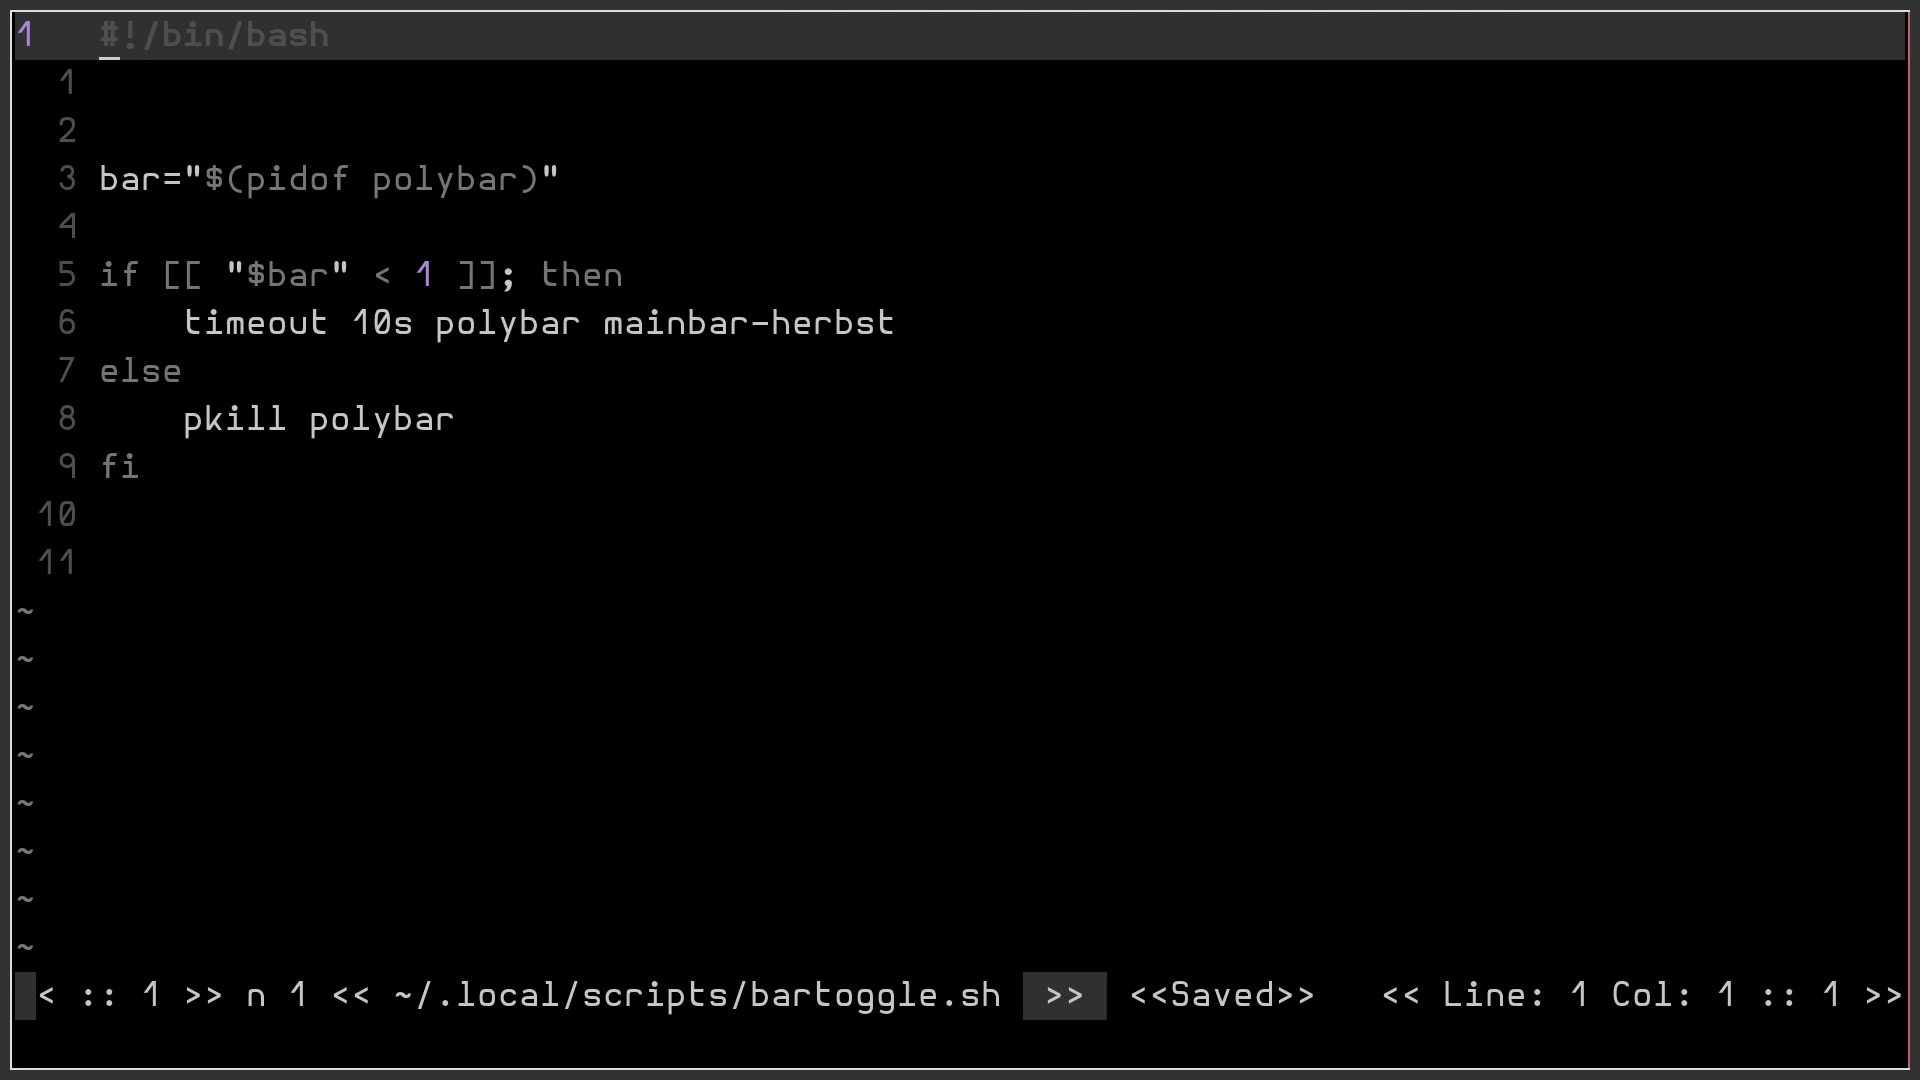 1   #!/bin/bash
  1
  2
  3 bar="$(pidof polybar)"
  4
  5 if [[ "$bar" < 1 ]]; then
  6     timeout 10s polybar mainbar-herbst
  7 else
  8     pkill polybar
  9 fi
 10
 11
~
~
~
~
~
~
~
~
< :: 1 >> n 1 << ~/.local/scripts/bartoggle.sh  >>  <<Saved>>   << Line: 1 Col: 1 :: 1 >>